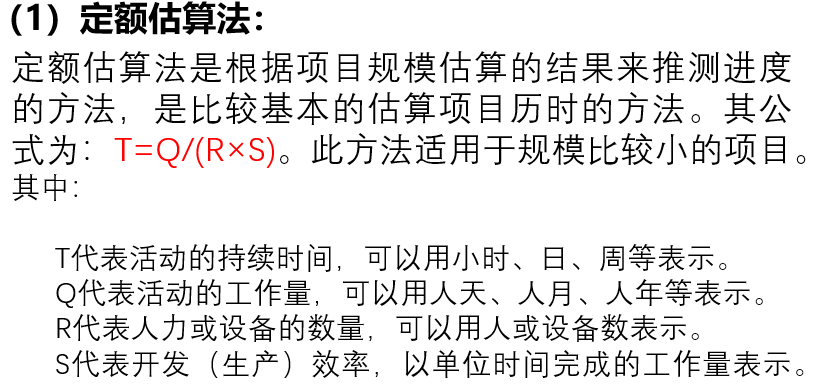 （1）定额估算法：
定额估算法是根据项目规模估算的结果来推测进度
的方法，是比较基本的估算项目历时的方法。其公
式为：T=Q/(R×S)。此方法适用于规模比较小的项目。
其中：
T代表活动的持续时间，可以用小时、日、周等表示。
Q代表活动的工作量，可以用人天、人月、人年等表示。
R代表人力或设备的数量，可以用人或设备数表示。
S代表开发（生产）效率，以单位时间完成的工作量表示。